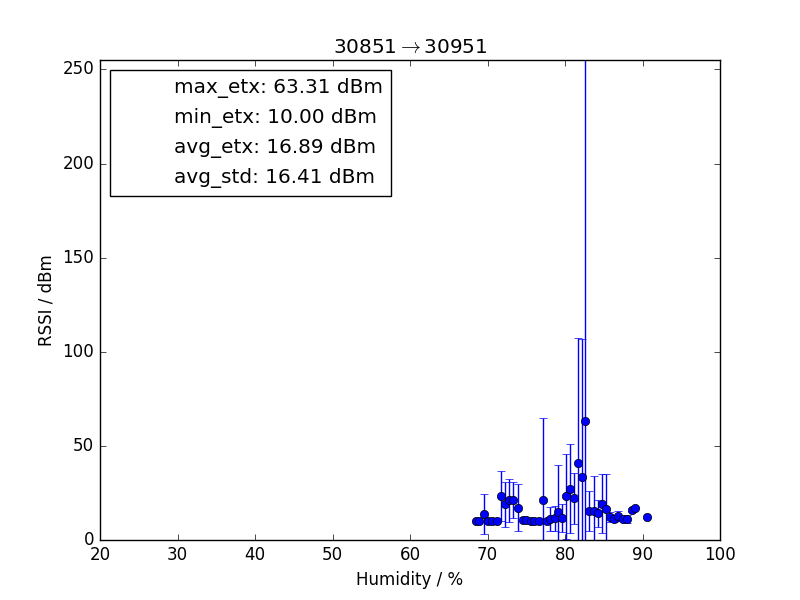 30851→30951
max_etx: 63.31 dBm
min_etx: 10.00 dBm
avg_etx: 16.89 dBm
avg_std: 16.41 dBm
RSSI / dBm
250
200
150
100
50
0
20 30 40 50 60 70 80 90 100
Humidity / %